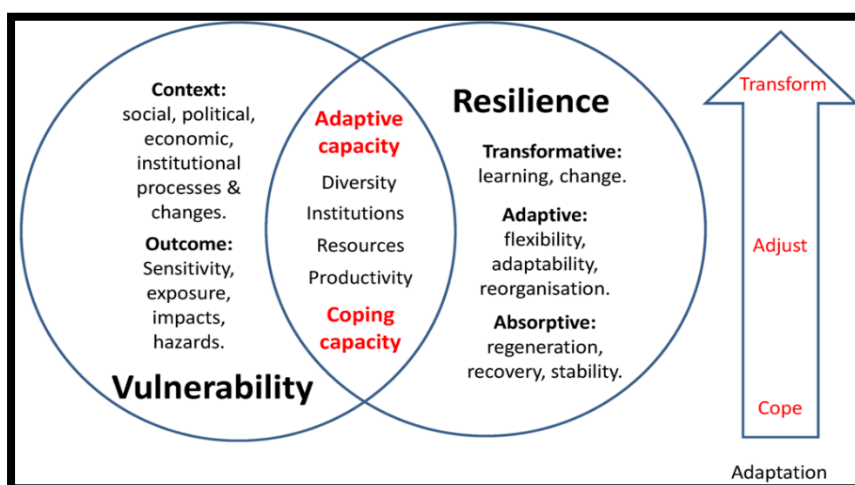 Context:
social, political,
economic,
institutional
processes &
changes.
Outcome:
Sensitivity,
exposure,
impacts,
hazards.
Vulnerability
Adaptive
capacity
Diversity
Institutions
Resources
Productivity
Coping
capacity
Resilience
Transformative:
learning, change.
Adaptive:
flexibility,
adaptability,
reorganisation.
Absorptive:
regeneration,
recovery, stability.
Transform
Adjust
Cope
Adaptation